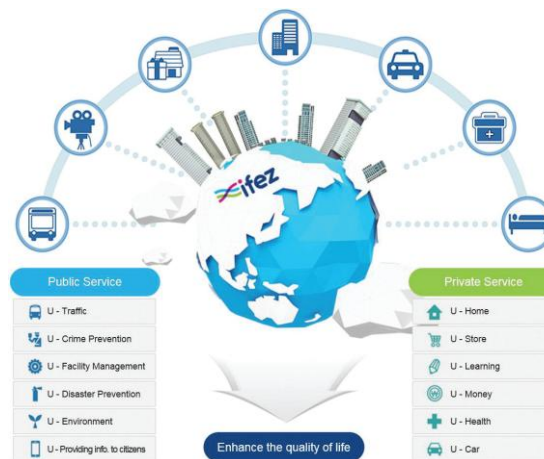 ifez
Public Service
U - Traffic
U - Crime Prevention
U - Facility Management
U - Disaster Prevention
U - Environment
U - Providing info. to citizens
Private Service
U - Home
U - Store
U - Learning
U - Money
U - Health
U - Car
Enhance the quality of life